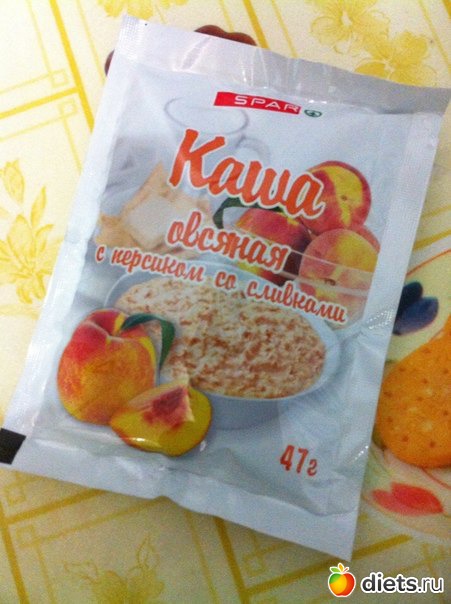 SPAR
Каша
овсяная
с персиком со сливками
47г
diets.ru